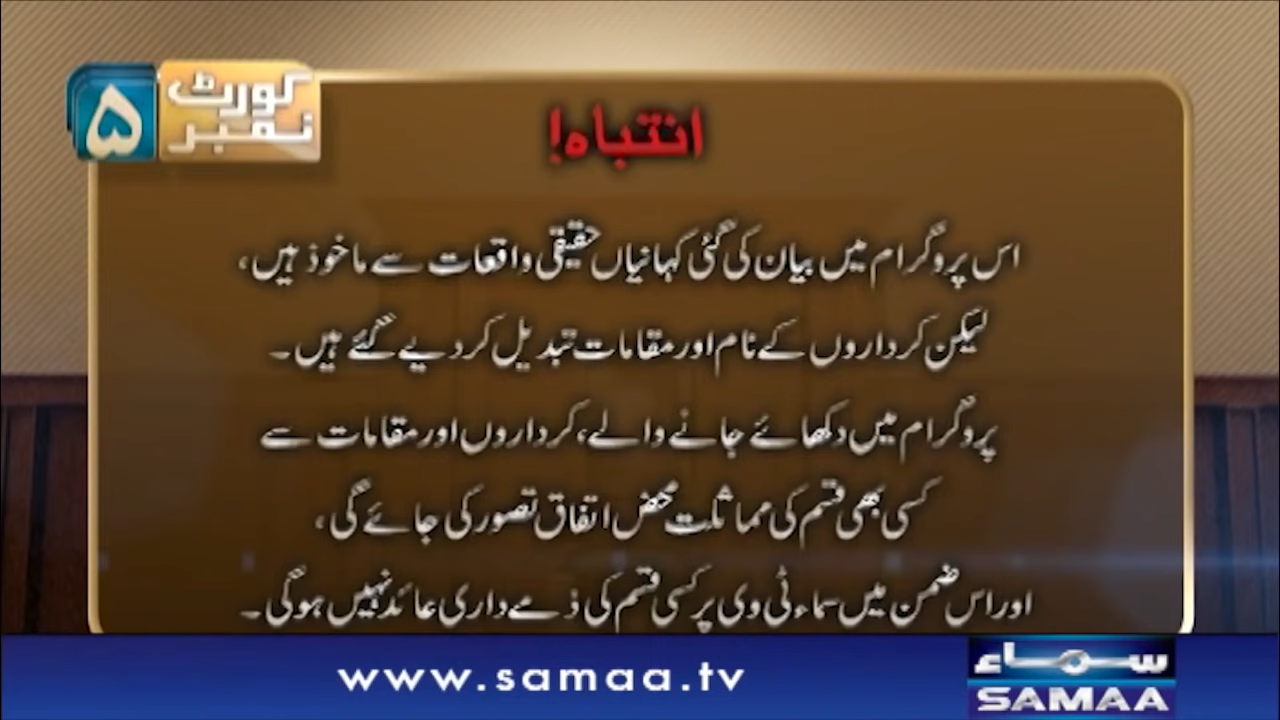 کورٹ
نمبر
۵
انتباہ!
اس پروگرام میں بیان کی گئی کہانیاں حقیقی واقعات سے ماخوذ ہیں،
لیکن کرداروں کے نام اور مقامات تبدیل کردیے گئے ہیں۔
پروگرام میں دکھائے جانے والے، کرداروں اور مقامات سے
کسی بھی قسم کی مماثلت محض اتفاق تصور کی جائے گی،
اور اس ضمن میں سماء ٹی وی پر کسی قسم کی ذمے داری عائد نہیں ہوگی۔
www.samaa.tv
سماء
SAMAA